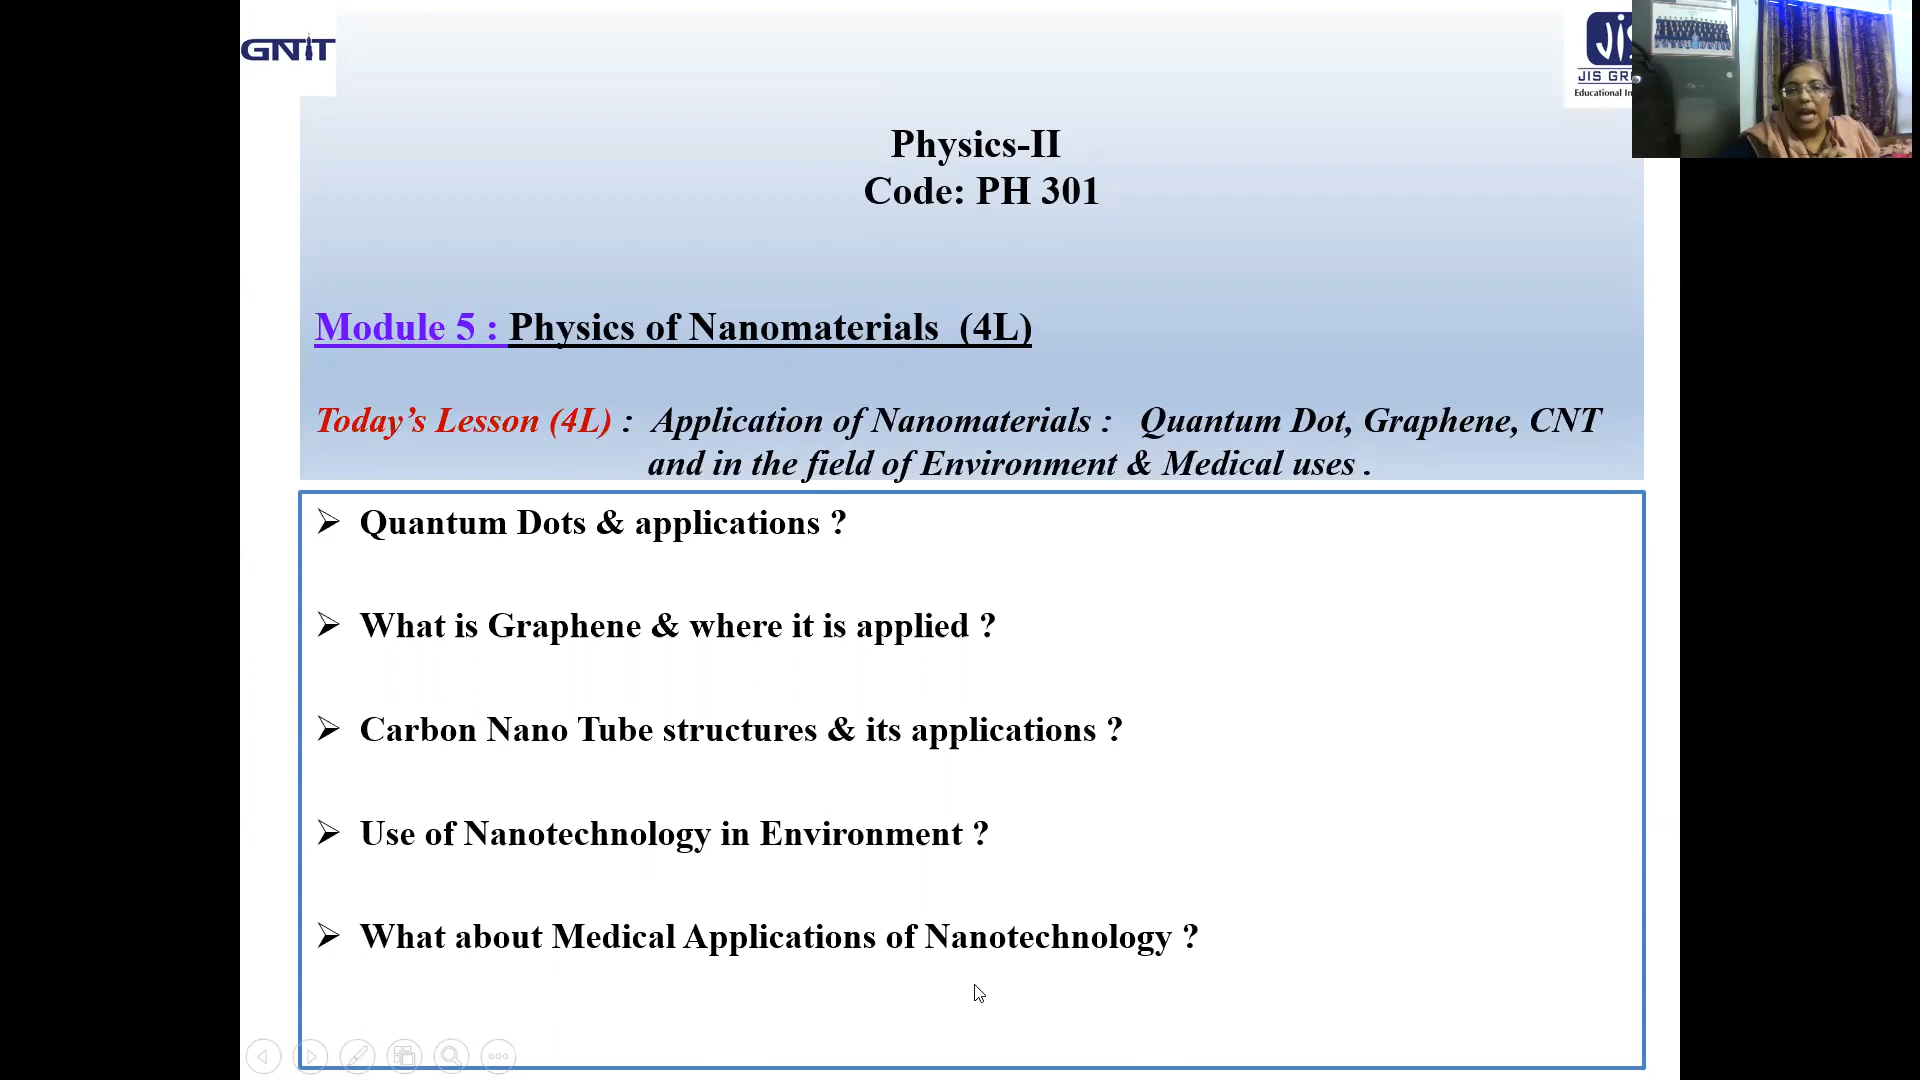 GNIT
JIS GR
Educational In
Physics-II
Code: PH 301
Module 5 : Physics of Nanomaterials (4L)
Today’s Lesson (4L) : Application of Nanomaterials : Quantum Dot, Graphene, CNT
and in the field of Environment & Medical uses .
➢ Quantum Dots & applications ?
➢ What is Graphene & where it is applied ?
➢ Carbon Nano Tube structures & its applications ?
➢ Use of Nanotechnology in Environment ?
➢ What about Medical Applications of Nanotechnology ?